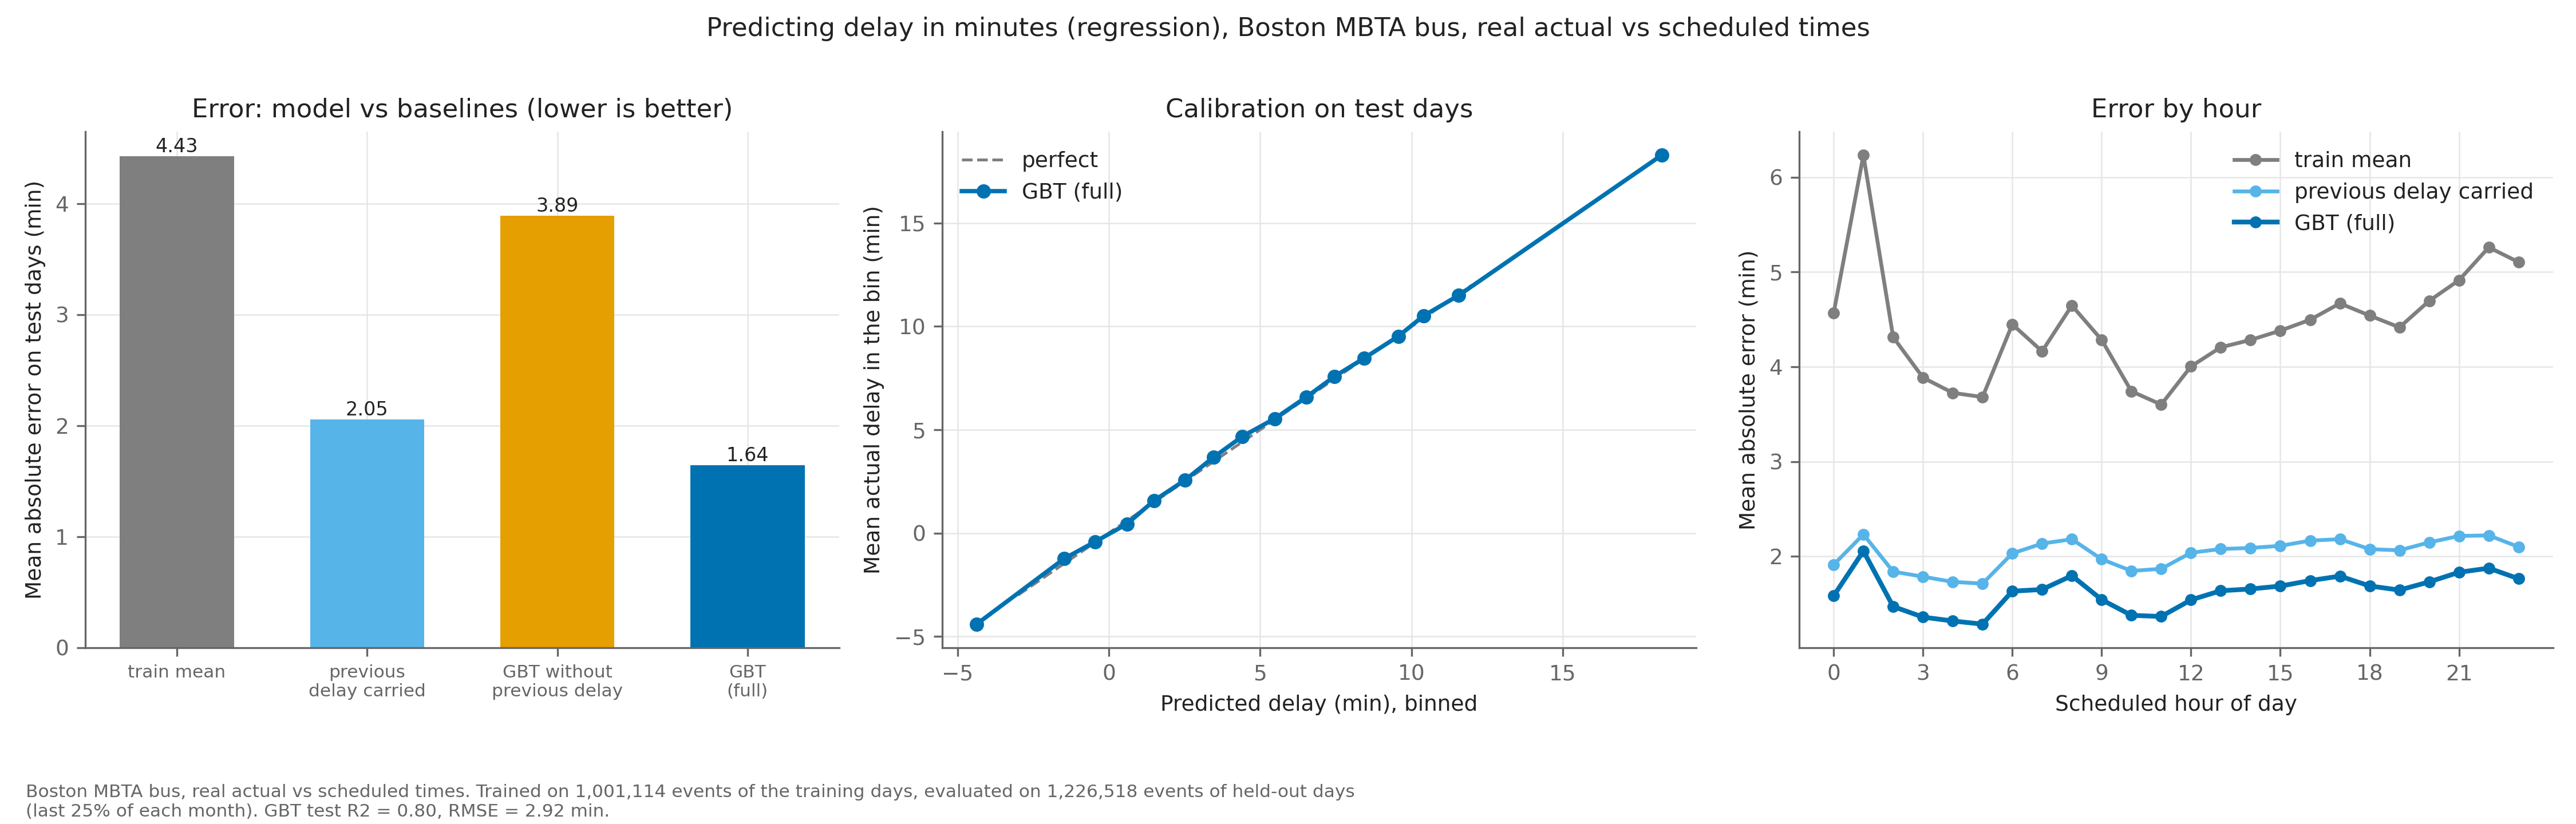 Predicting delay in minutes (regression), Boston MBTA bus, real actual vs scheduled times
Error: model vs baselines (lower is better)
Mean absolute error on test days (min)
4
3
2
1
0
4.43
2.05
3.89
1.64
train mean
previous
delay carried
GBT without
previous delay
GBT
(full)
Calibration on test days
perfect
GBT (full)
Mean actual delay in the bin (min)
15
10
5
0
−5
−5
0
5
10
15
Predicted delay (min), binned
Error by hour
train mean
previous delay carried
GBT (full)
Mean absolute error (min)
6
5
4
3
2
0
3
6
9
12
15
18
21
Scheduled hour of day
Boston MBTA bus, real actual vs scheduled times. Trained on 1,001,114 events of the training days, evaluated on 1,226,518 events of held-out days
(last 25% of each month). GBT test R2 = 0.80, RMSE = 2.92 min.